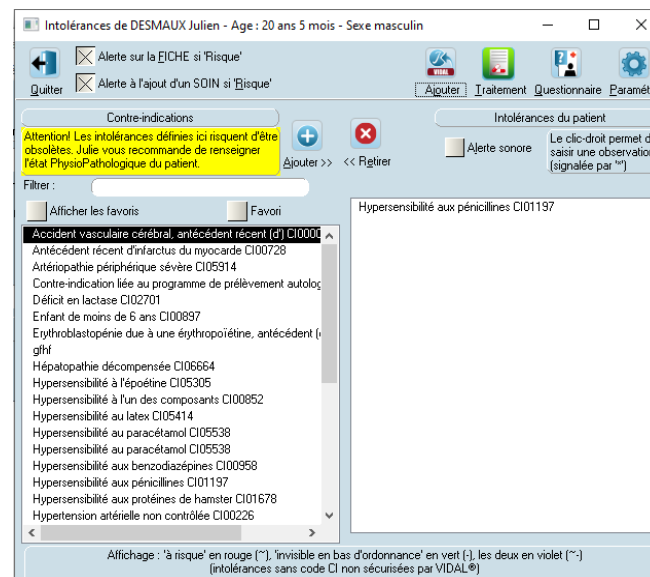 Intolérances de DESMAUX Julien - Age : 20 ans 5 mois - Sexe masculin
Alerte sur la FICHE si 'Risque'
Alerte à l'ajout d'un SOIN si 'Risque'
Quitter
VIDAL
Ajouter Traitement Questionnaire Paramét
Contre-indications
Attention! Les intolérances définies ici risquent d'être
obsolètes. Julie vous recommande de renseigner
l'état PhysioPathologique du patient.
Ajouter >> << Retirer
Intolérances du patient
Alerte sonore
Le clic-droit permet d
saisir une observatio
(signalée par '*')
Filtrer :
Afficher les favoris Favori
Accident vasculaire cérébral, antécédent récent (d') CI0000
Antécédent récent d'infarctus du myocarde CI00728
Artériopathie périphérique sévère CI05914
Contre-indication liée au programme de prélèvement autolog
Déficit en lactase CI02701
Enfant de moins de 6 ans CI00897
Erythroblastopénie due à une érythropoïétine, antécédent (
gfhf
Hépatopathie décompensée CI06664
Hypersensibilité à l'époétine CI05305
Hypersensibilité à l'un des composants CI00852
Hypersensibilité au latex CI05414
Hypersensibilité au paracétamol CI05538
Hypersensibilité au paracétamol CI05538
Hypersensibilité aux benzodiazépines CI00958
Hypersensibilité aux pénicillines CI01197
Hypersensibilité aux protéines de hamster CI01678
Hypertension artérielle non contrôlée CI00226
Hypersensibilité aux pénicillines CI01197
Affichage : 'à risque' en rouge (~), 'invisible en bas d'ordonnance' en vert (-), les deux en violet (~-)
(intolérances sans code CI non sécurisées par VIDAL®)